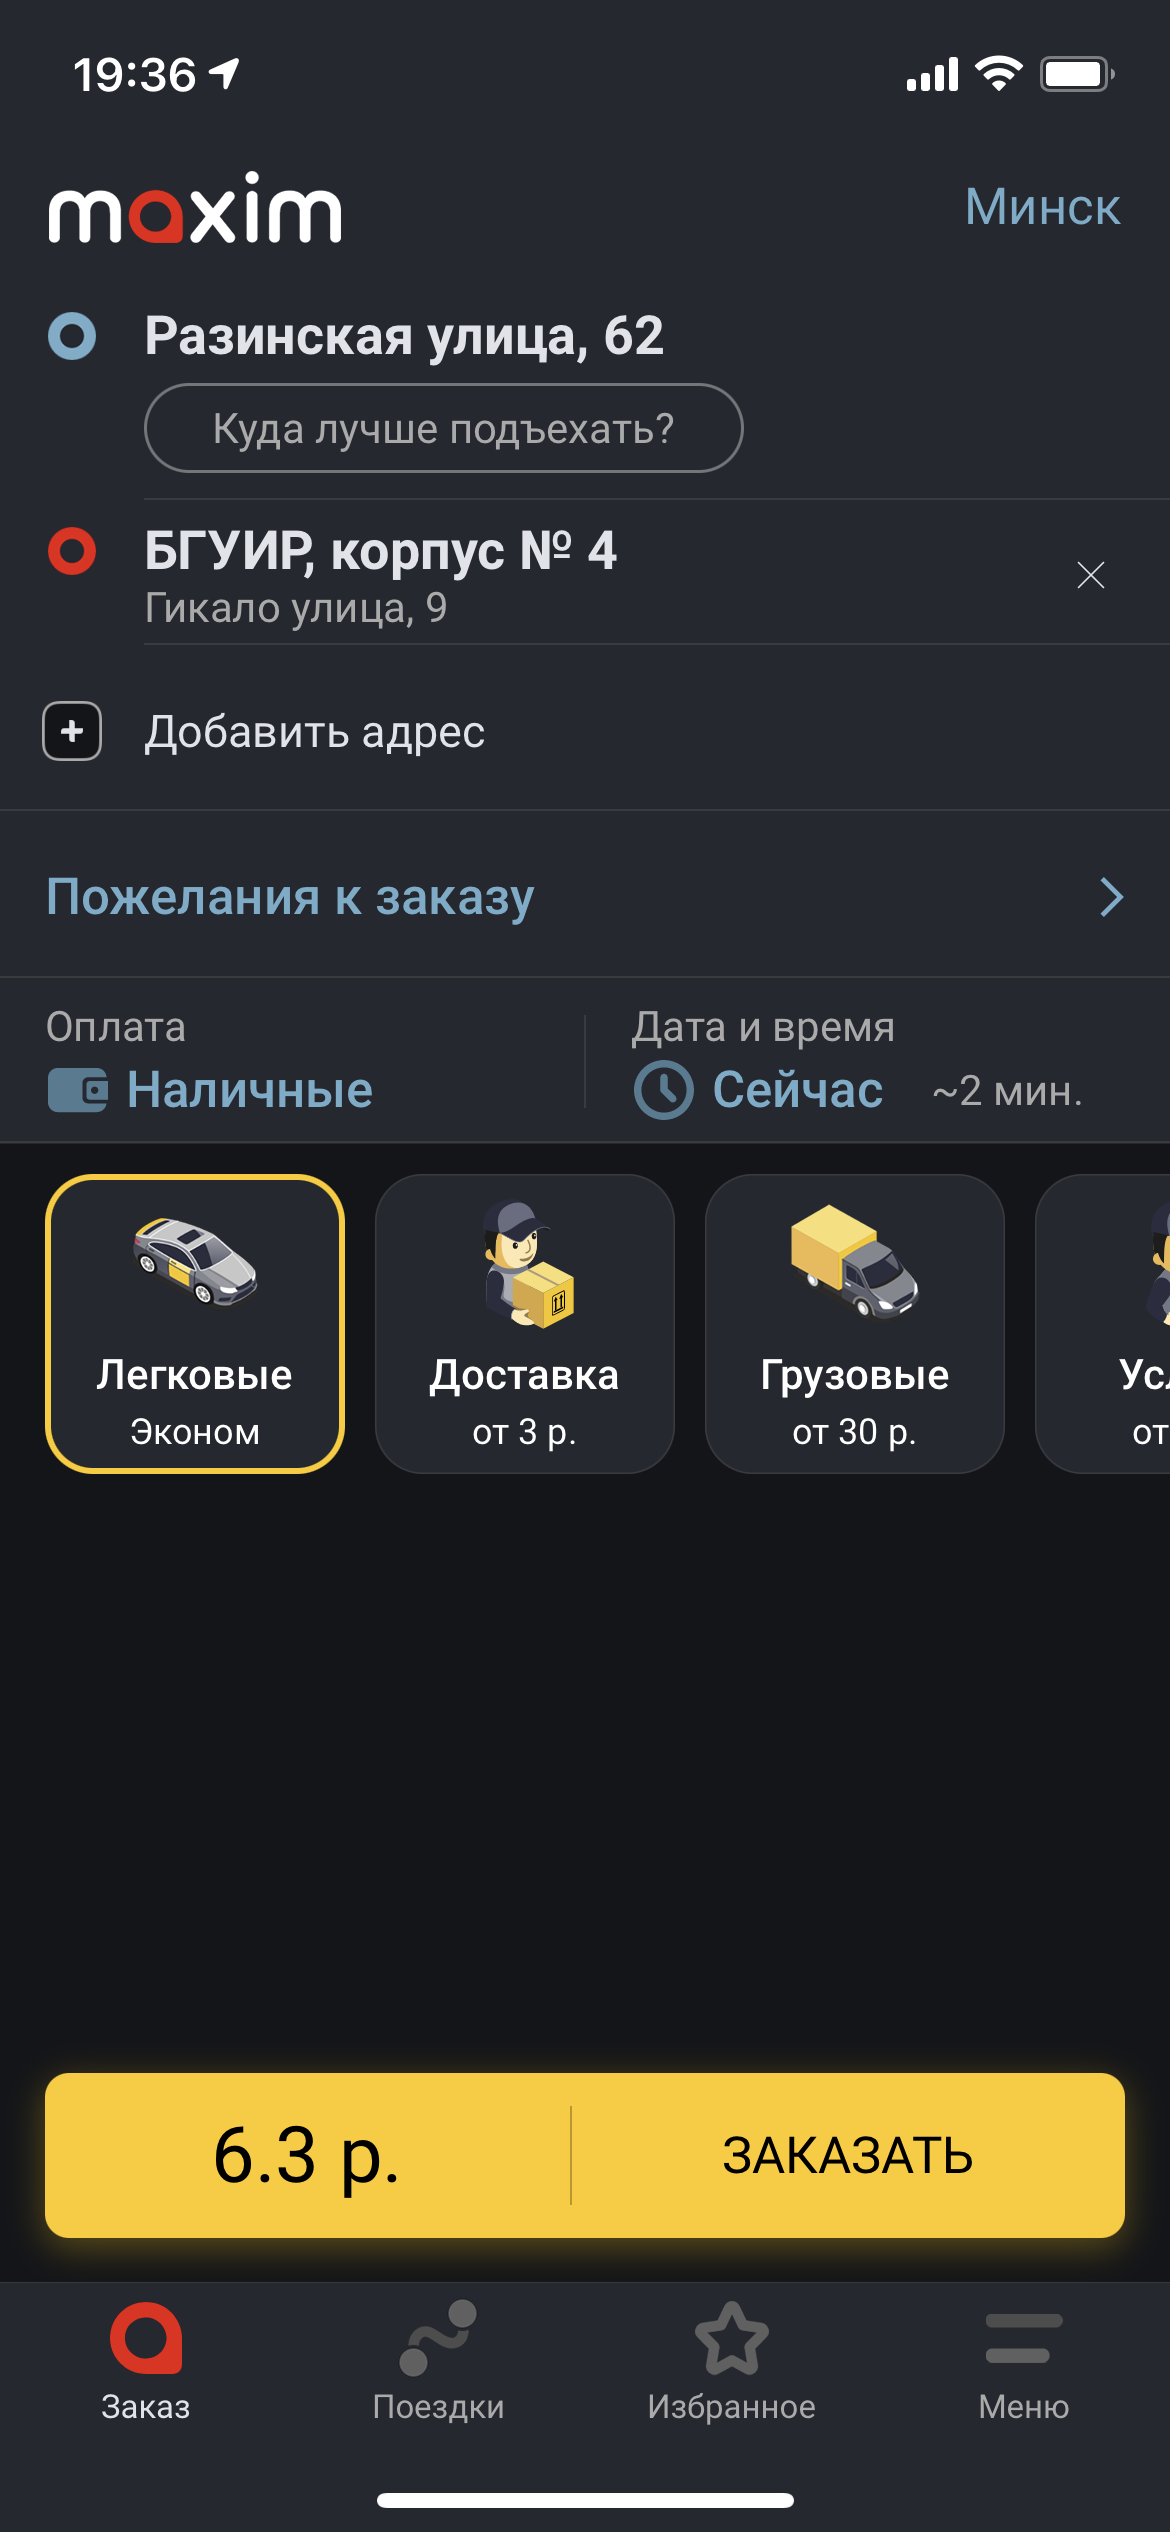 19:36
maxim
Минск
Разинская улица, 62
Куда лучше подъехать?
БГУИР, корпус № 4
Гикало улица, 9
Добавить адрес
Пожелания к заказу
Оплата
Дата и время
Наличные
Сейчас ~2 мин.
Легковые
Эконом
Доставка
от 3 р.
Грузовые
от 30 р.
от
6.3 р.
ЗАКАЗАТЬ
Заказ
Поездки
Избранное
Меню